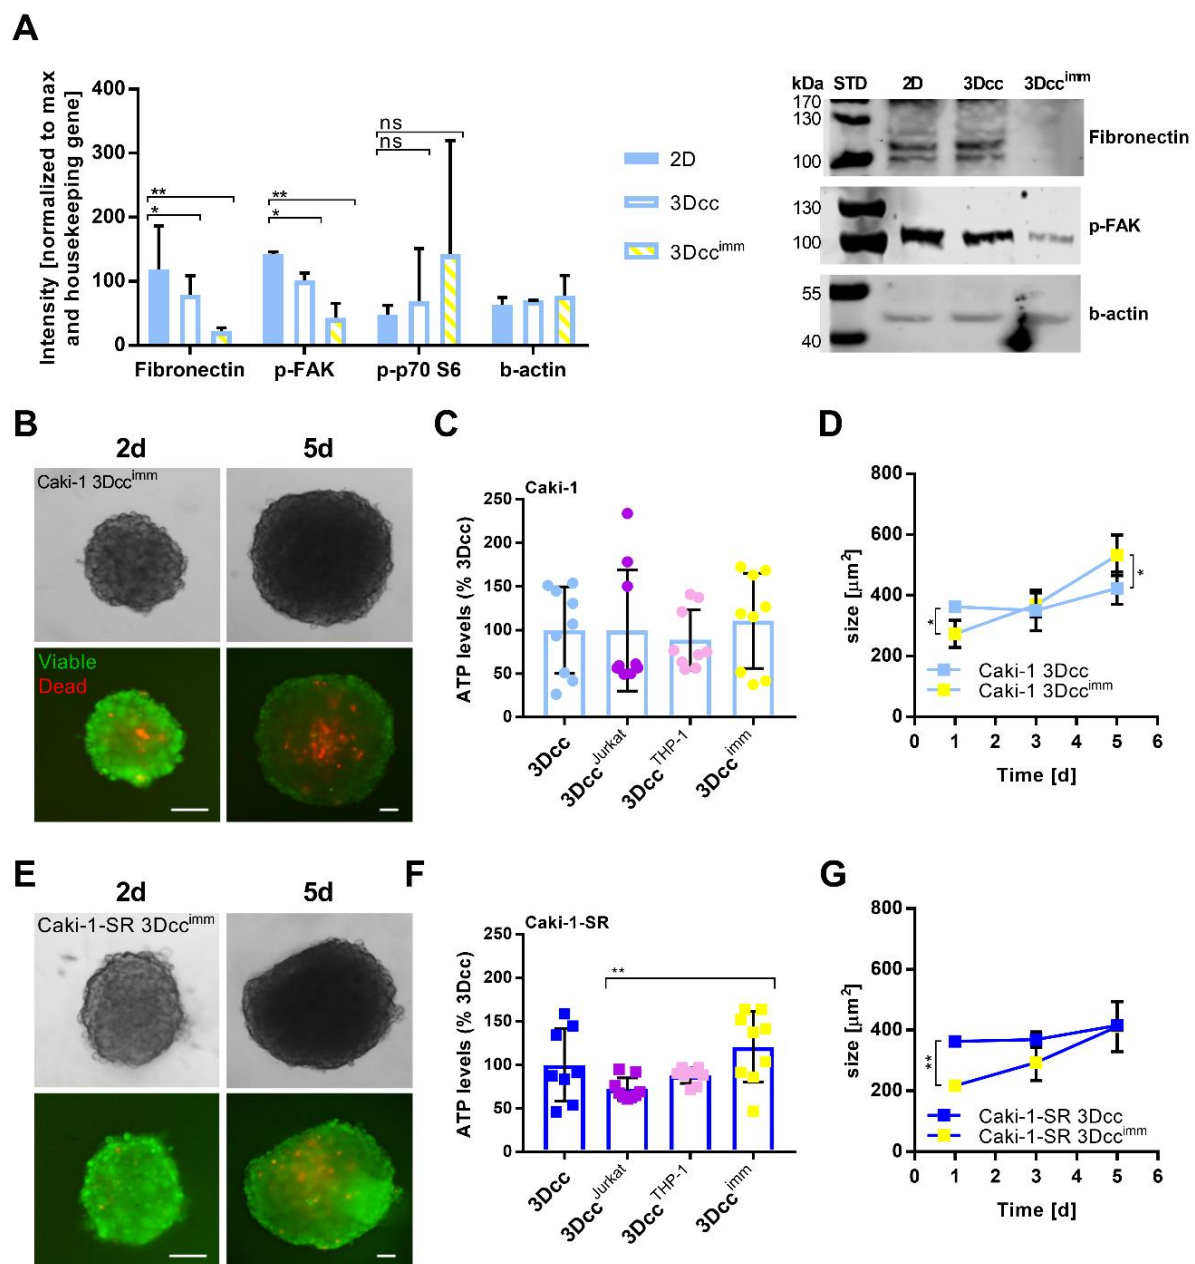 A
Intensity [normalized to max
and housekeeping gene]
400
300
200
100
0
**
*
**
*
ns
ns
Fibronectin
p-FAK
p-p70 S6
b-actin
2D
3Dcc
3Dccimm
kDa STD 2D 3Dcc 3Dccimm
170
130
100
Fibronectin
130
100
p-FAK
55
40
b-actin
B
2d
5d
Caki-1 3Dccimm
Viable
Dead
C
Caki-1
ATP levels (% 3Dcc)
250
200
150
100
50
0
3Dcc
3DccJurkat
3DccTHP-1
3Dccimm
D
size [µm²]
800
600
400
200
0
*
*
Caki-1 3Dcc
Caki-1 3Dccimm
0 1 2 3 4 5 6
Time [d]
E
2d
5d
Caki-1-SR 3Dccimm
F
Caki-1-SR
ATP levels (% 3Dcc)
250
200
150
100
50
0
**
3Dcc
3DccJurkat
3DccTHP-1
3Dccimm
G
size [µm²]
800
600
400
200
0
**
Caki-1-SR 3Dcc
Caki-1-SR 3Dccimm
0 1 2 3 4 5 6
Time [d]